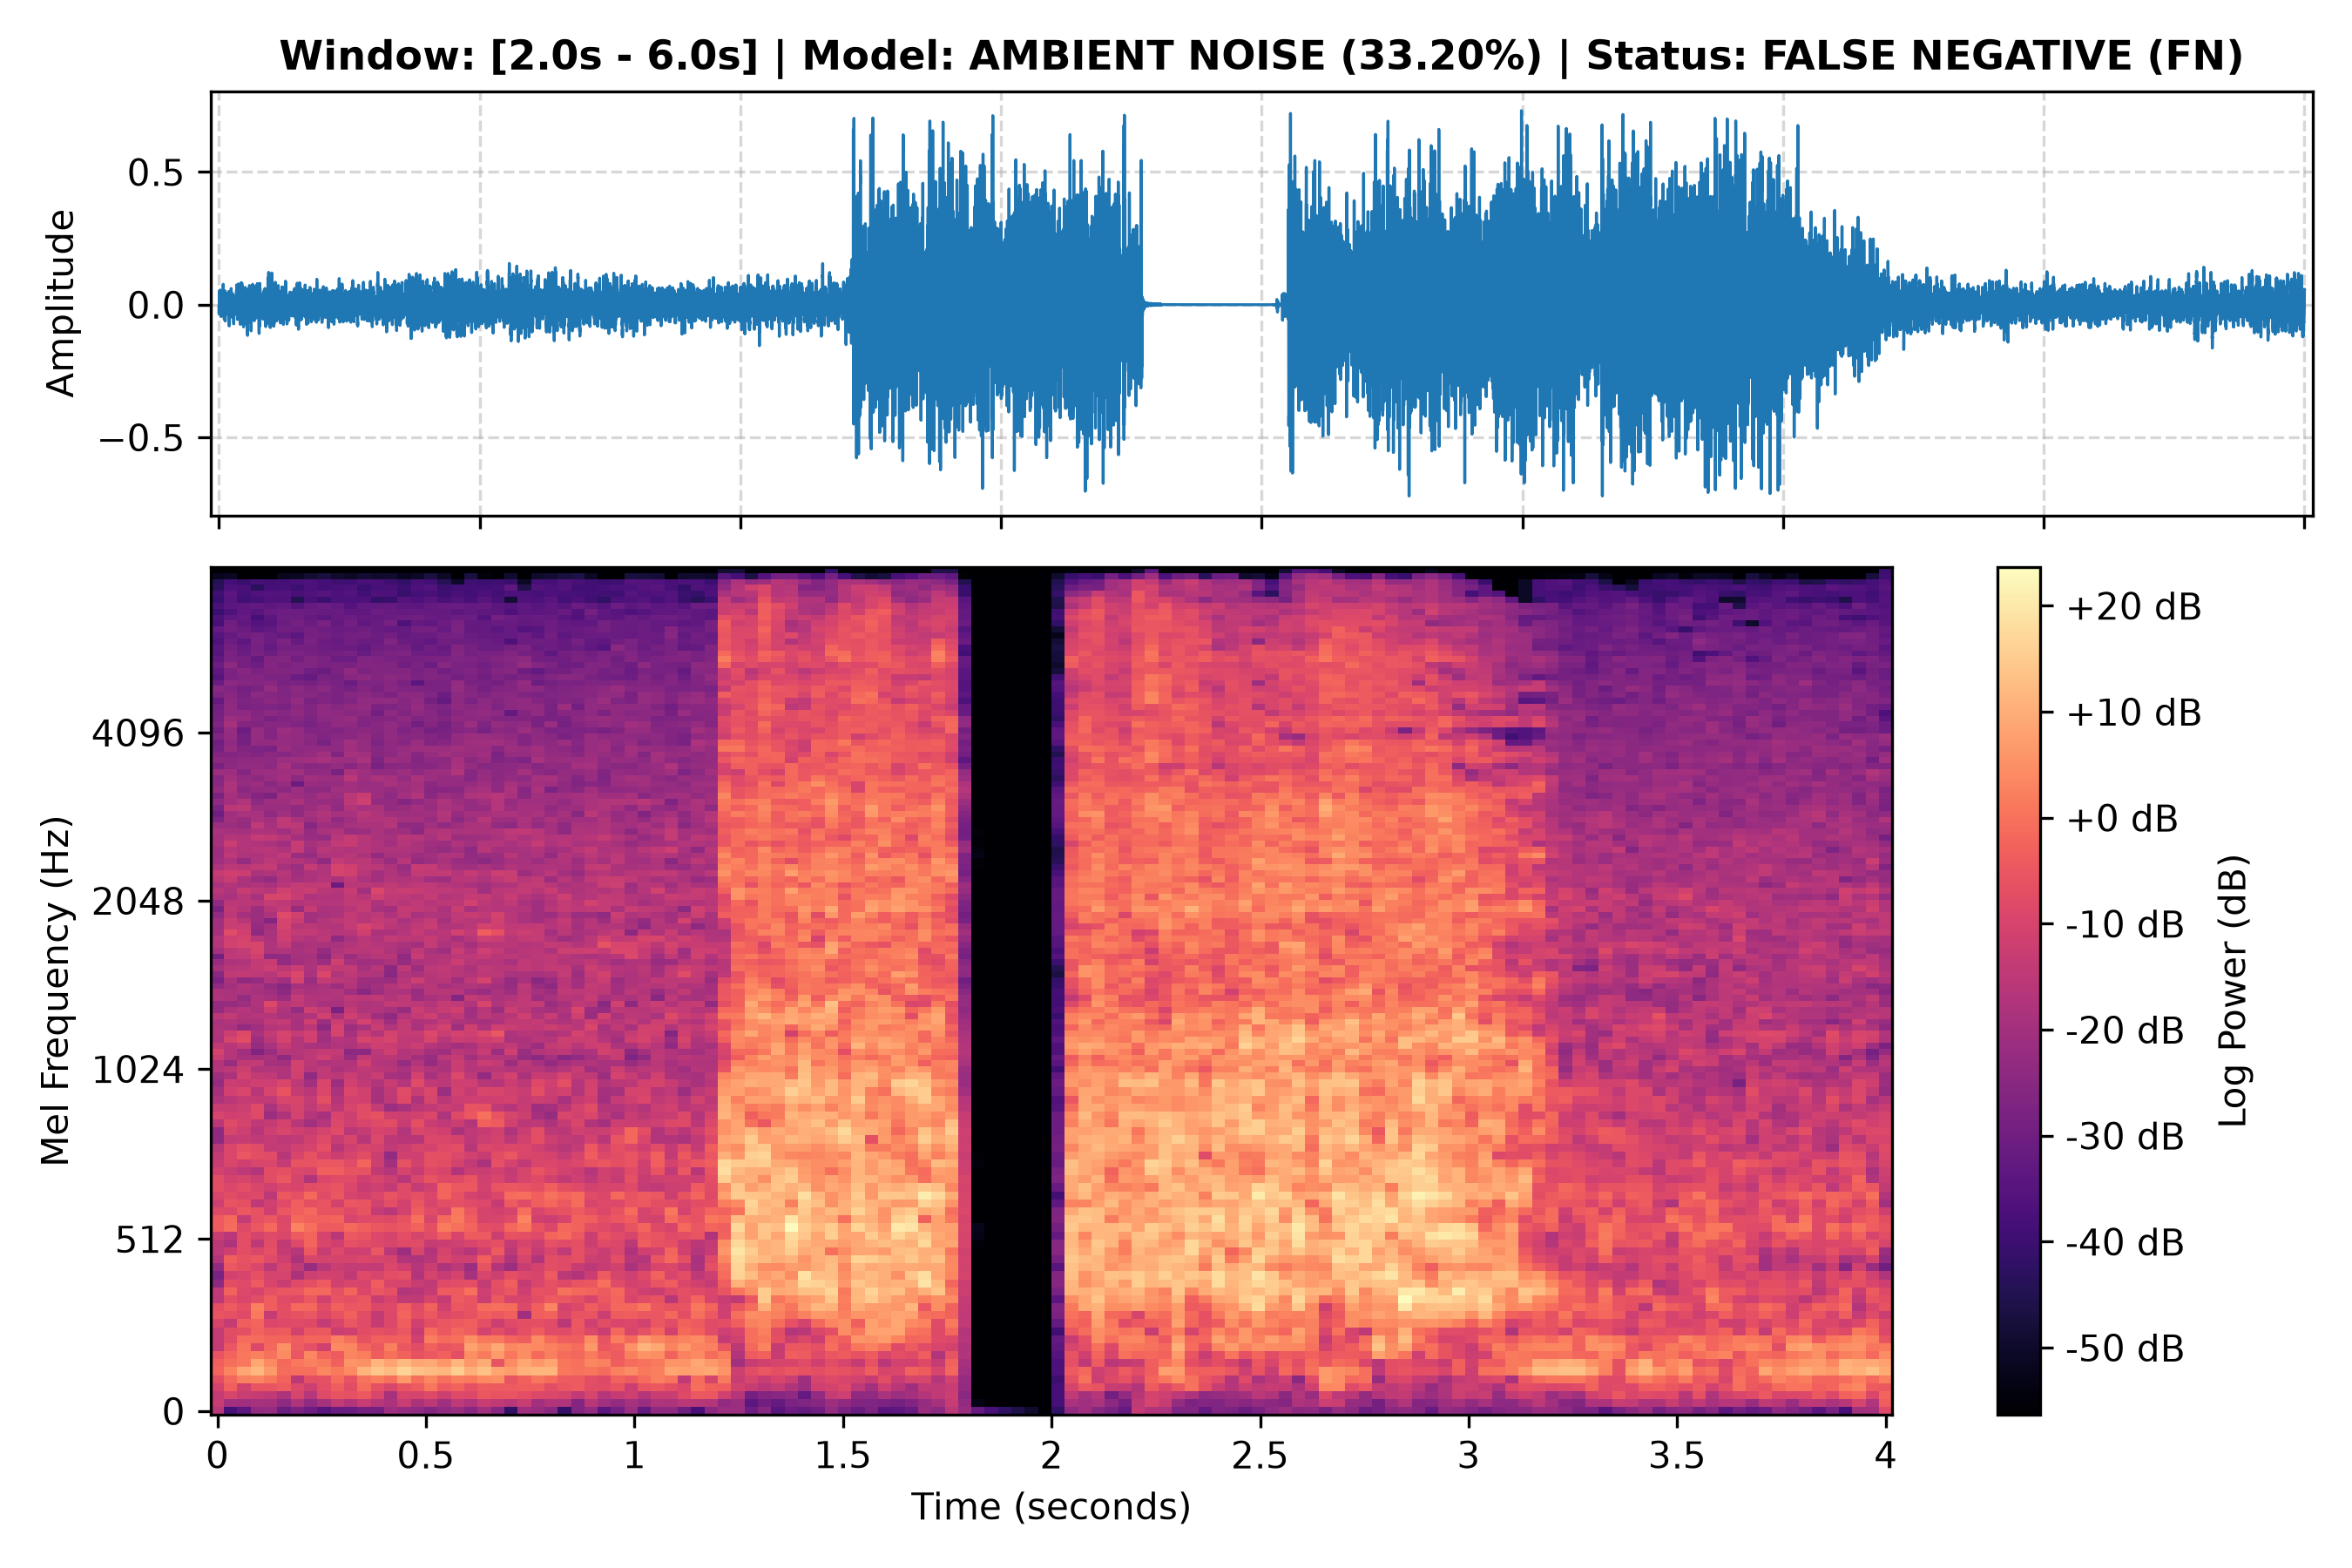 Window: [2.0s - 6.0s] | Model: AMBIENT NOISE (33.20%) | Status: FALSE NEGATIVE (FN)
0.5
0.0
−0.5
Amplitude
4096
2048
1024
512
0
Mel Frequency (Hz)
0 0.5 1 1.5 2 2.5 3 3.5 4
Time (seconds)
+20 dB
+10 dB
+0 dB
-10 dB
-20 dB
-30 dB
-40 dB
-50 dB
Log Power (dB)